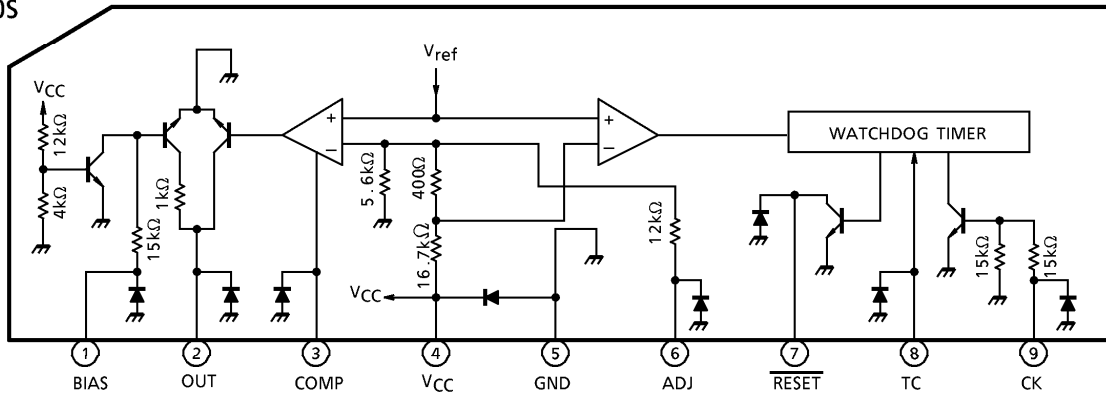 OS
Vref
VCC
12kΩ
4kΩ
1kΩ
15kΩ
+
−
5.6kΩ
400Ω
16.7kΩ
VCC
+
−
12kΩ
WATCHDOG TIMER
15kΩ
15kΩ
1 2 3 4 5 6 7 8 9
BIAS OUT COMP VCC GND ADJ RESET TC CK